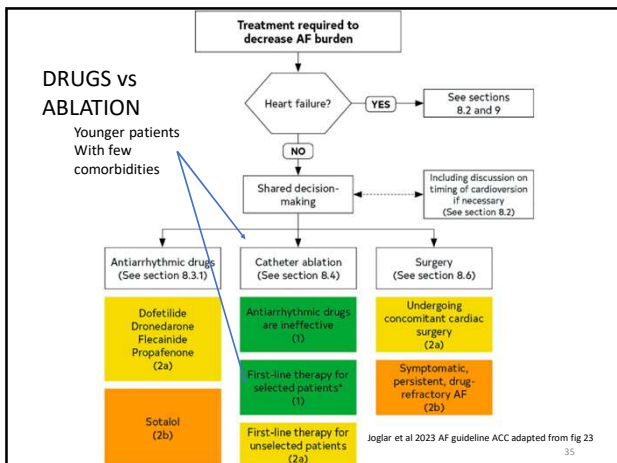 Treatment required to
decrease AF burden
DRUGS vs
ABLATION
Younger patients
With few
comorbidities
Heart failure?
YES
See sections
8.2 and 9
NO
Shared decision-
making
Including discussion on
timing of cardioversion
if necessary
(See section 8.2)
Antiarrhythmic drugs
(See section 8.3.1)
Catheter ablation
(See section 8.4)
Surgery
(See section 8.6)
Dofetilide
Dronedarone
Flecainide
Propafenone
(2a)
Antiarrhythmic drugs
are ineffective
(1)
Undergoing
concomitant cardiac
surgery
(2a)
Sotalol
(2b)
First-line therapy for
selected patients*
(1)
Symptomatic,
persistent, drug-
refractory AF
(2b)
First-line therapy for
unselected patients
(2a)
Joglar et al 2023 AF guideline ACC adapted from fig 23
35